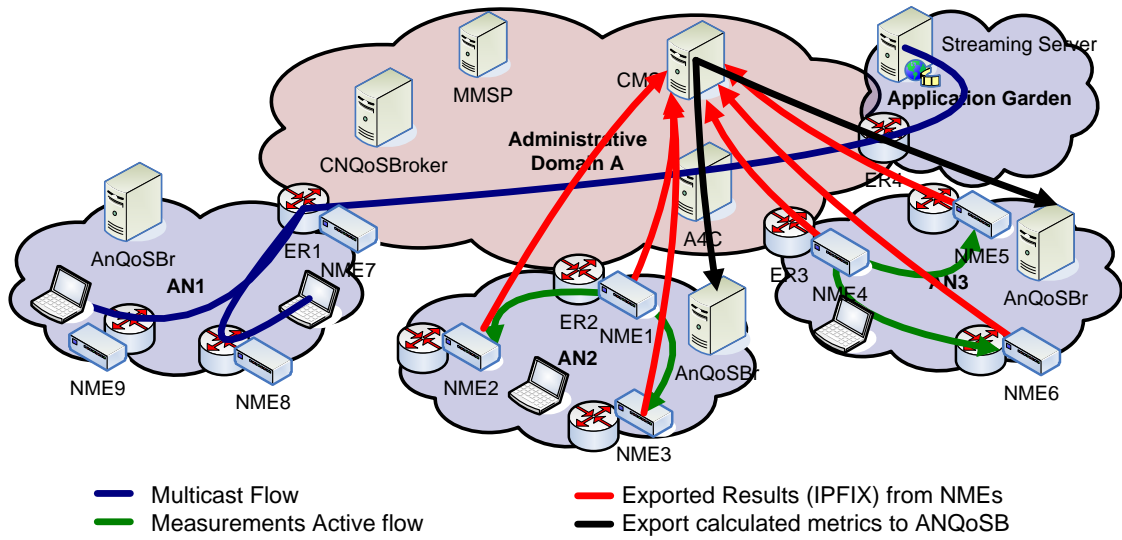 Streaming Server
MMSP
CMS
Application Garden
Administrative
Domain A
CNQoSBroker
ER4
A4C
ER1
NME7
AnQoSBr
AN1
ER3
NME5
NME4
AN3
AnQoSBr
ER2
NME1
AN2
AnQoSBr
NME2
NME9
NME8
NME6
NME3
Multicast Flow
Exported Results (IPFIX) from NMEs
Measurements Active flow
Export calculated metrics to ANQoSB